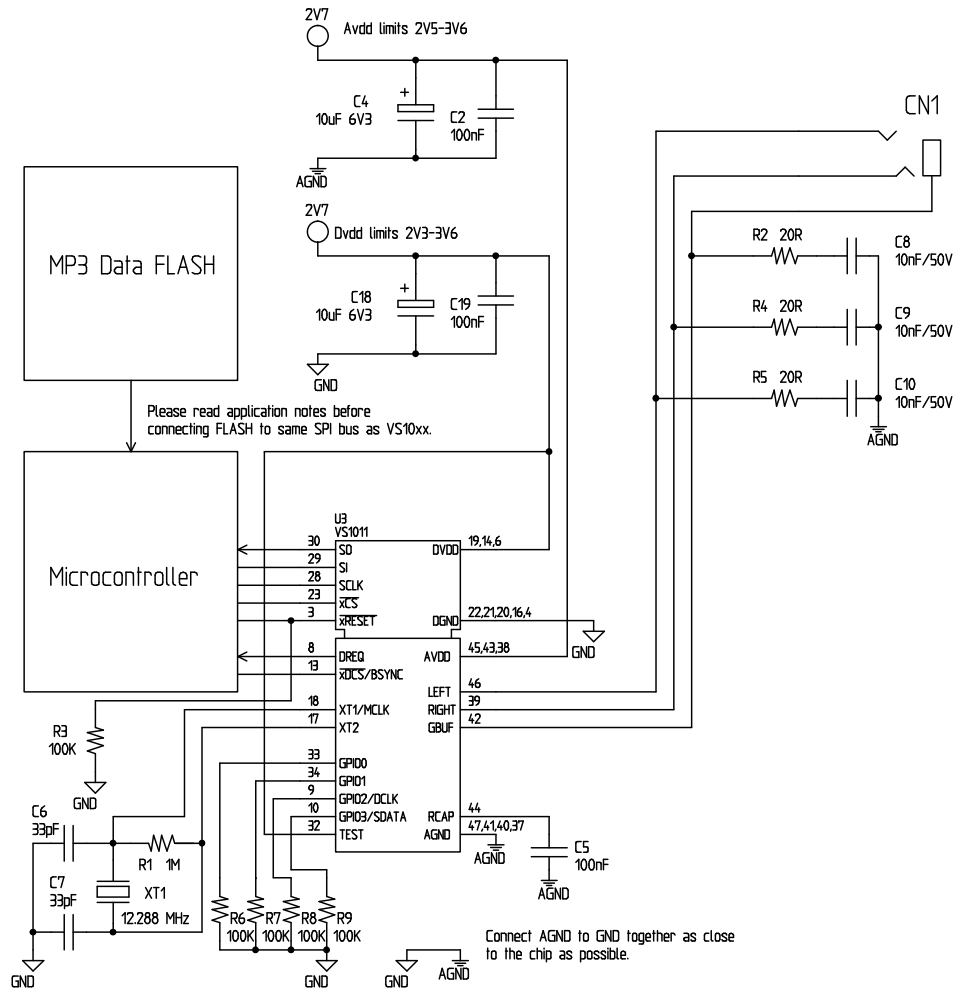 2V7
Avdd limits 2V5-3V6
C4
10uF 6V3
+
C2
100nF
AGND
CN1
2V7
Dvdd limits 2V3-3V6
C18
10uF 6V3
+
C19
100nF
GND
MP3 Data FLASH
R2 20R
C8
10nF/50V
R4 20R
C9
10nF/50V
R5 20R
C10
10nF/50V
AGND
Please read application notes before
connecting FLASH to same SPI bus as VS10xx.
Microcontroller
U3
VS1011
30 SO
29 SI
28 SCLK
23 xCS
3 xRESET
8 DREQ
13 xDCS/BSYNC
18 XT1/MCLK
17 XT2
33 GPIO0
34 GPIO1
9 GPIO2/DCLK
10 GPIO3/SDATA
32 TEST
DVDD 19,14,6
DGND 22,21,20,16,4
GND
AVDD 45,43,38
LEFT 46
RIGHT 39
GBUF 42
RCAP 44
AGND 47,41,40,37
AGND
C5
100nF
AGND
R3
100K
GND
C6
33pF
R1 1M
C7
33pF
XT1
12.288 MHz
GND
R6
100K
R7
100K
R8
100K
R9
100K
GND
GND
AGND
Connect AGND to GND together as close
to the chip as possible.